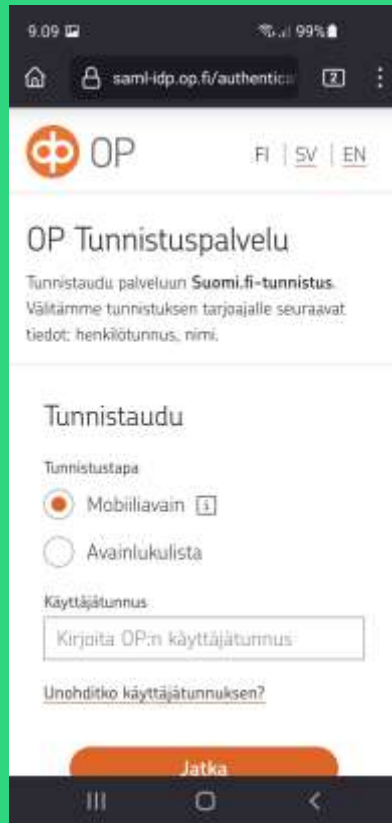 9.09 99%
saml-idp.op.fi/authentica 2
OP FI | SV | EN
OP Tunnistuspalvelu
Tunnistaudu palveluun Suomi.fi-tunnistus.
Välitämme tunnistuksen tarjoajalle seuraavat
tiedot: henkilötunnus, nimi.
Tunnistaudu
Tunnistustapa
Mobiiliavain i
Avainlukulista
Käyttäjätunnus
Kirjoita OP:n käyttäjätunnus
Unohditko käyttäjätunnuksen?
Jatka